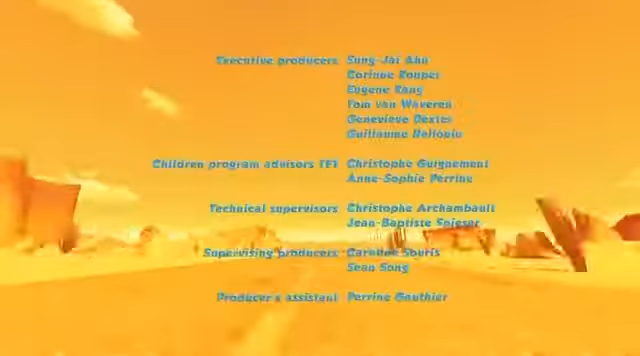 Executive producers Sung-Jai Ahn
Corinne Kouper
Eugene Kang
Tom van Waveren
Genevieve Dexter
Guillaume Hellouin
Children program advisors TF1 Christophe Guignement
Anne-Sophie Perrine
Technical supervisors Christophe Archambault
Jean-Baptiste Spieser
Supervising producers Caroline Souris
Sean Song
Producer's assistant Perrine Gauthier